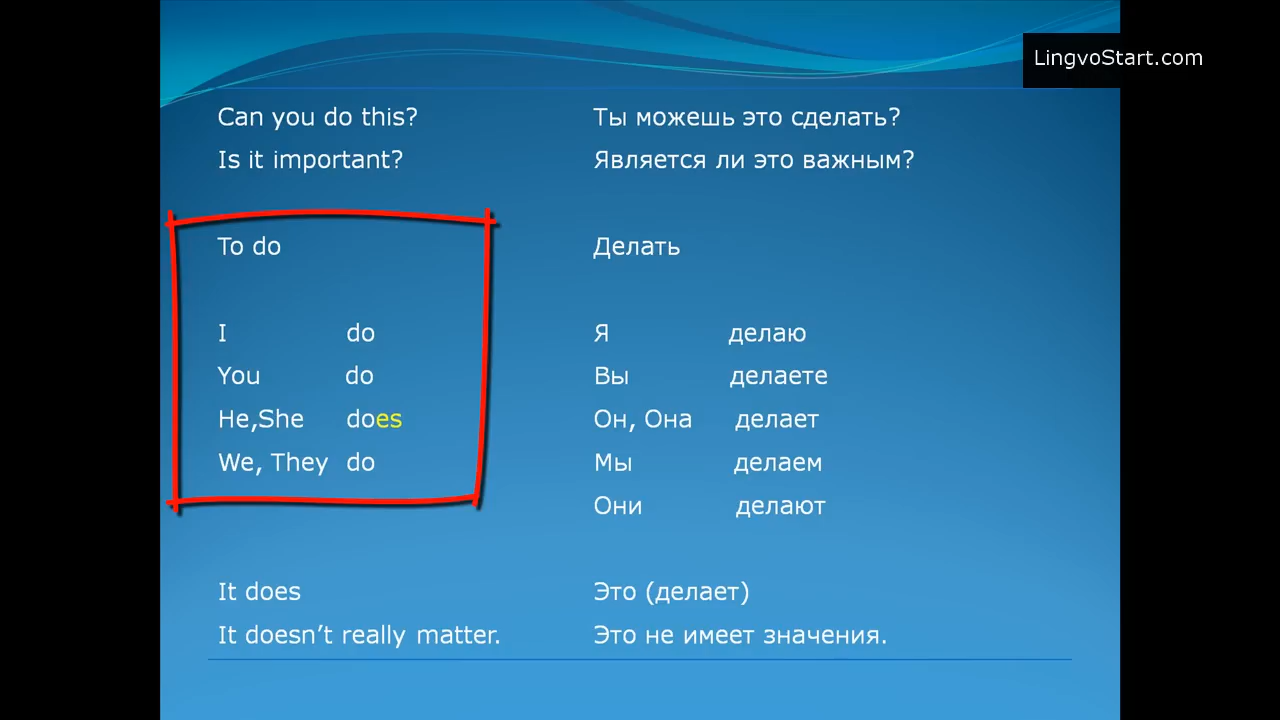 LingvoStart.com
Can you do this? Ты можешь это сделать?
Is it important? Является ли это важным?
To do Делать
I do Я делаю
You do Вы делаете
He,She does Он, Она делает
We, They do Мы делаем
Они делают
It does Это (делает)
It doesn’t really matter. Это не имеет значения.